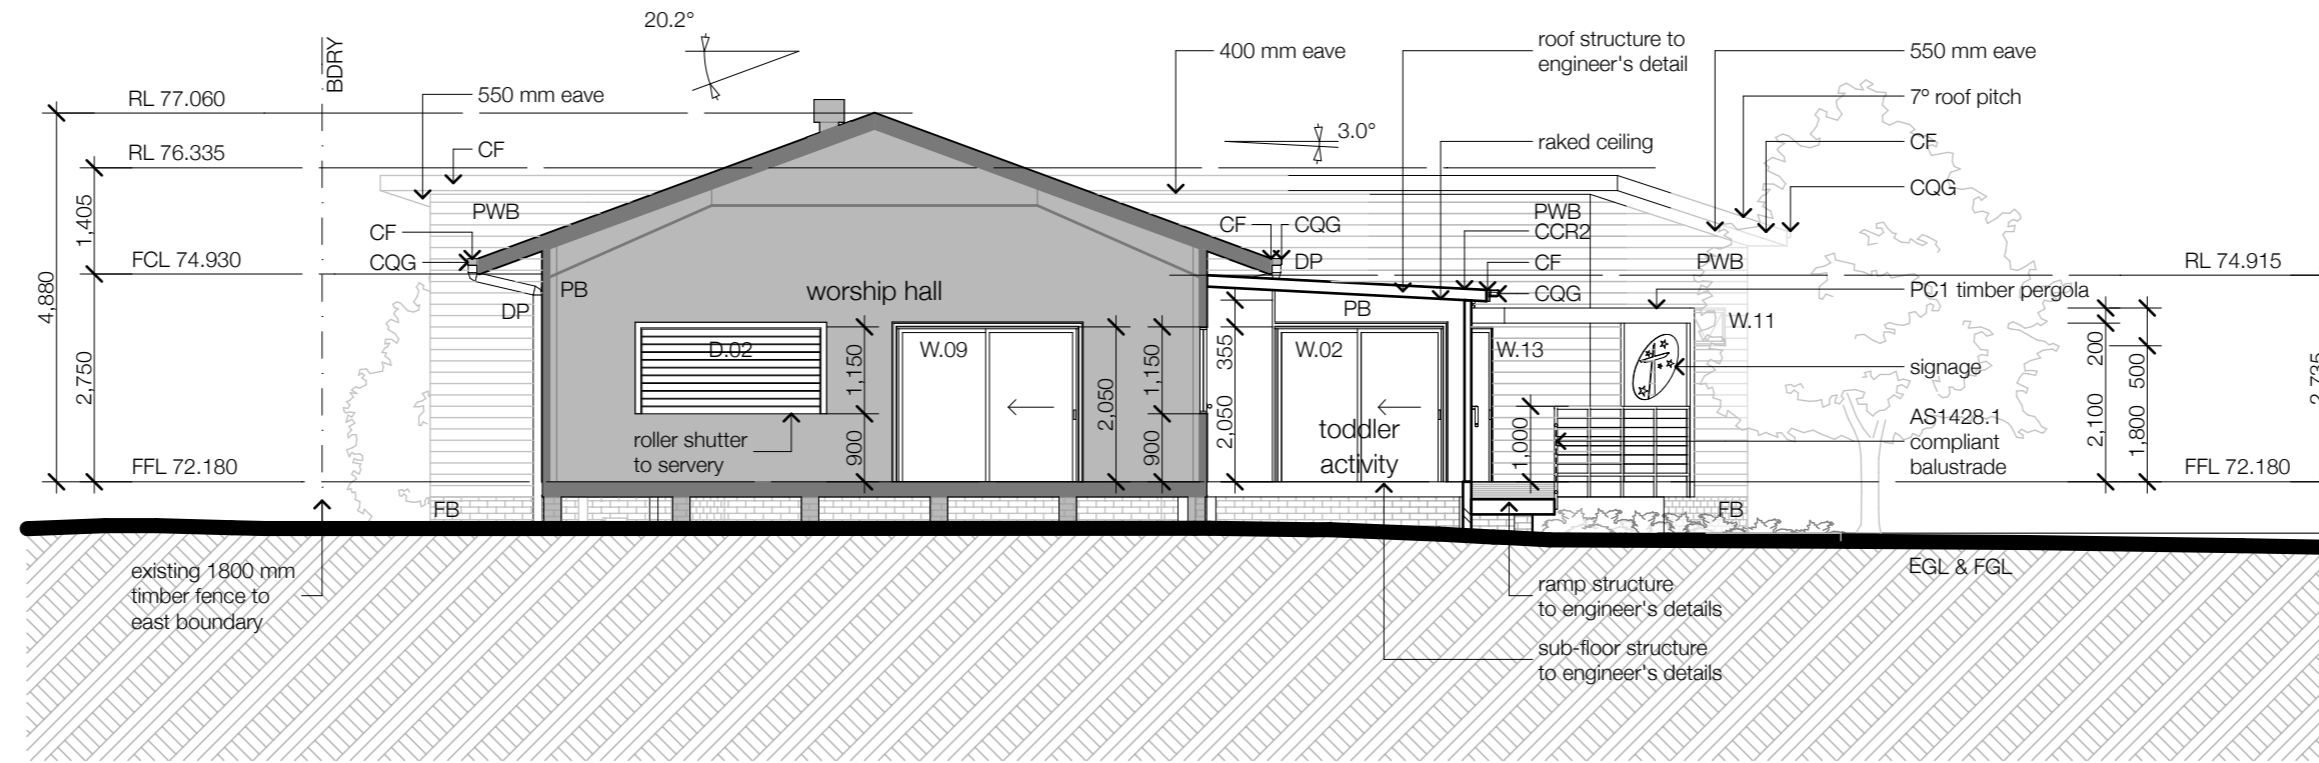 20.2°
BDRY
RL 77.060
550 mm eave
400 mm eave
roof structure to
engineer's detail
550 mm eave
7° roof pitch
RL 76.335
CF
3.0°
raked ceiling
CF
CQG
4,880
1,405
PWB
CF
CQG
CF
CQG
DP
PWB
CCR2
CF
CQG
PWB
FCL 74.930
RL 74.915
PB
DP
worship hall
PB
PC1 timber pergola
W.11
2,750
D.02
1,150
W.09
2,050
1,150
355
W.02
W.13
signage
200
500
2,735
roller shutter
to servery
900
900
2,050
toddler
activity
1,000
AS1428.1
compliant
balustrade
2,100
1,800
FFL 72.180
FFL 72.180
FB
FB
EGL & FGL
existing 1800 mm
timber fence to
east boundary
ramp structure
to engineer's details
sub-floor structure
to engineer's details